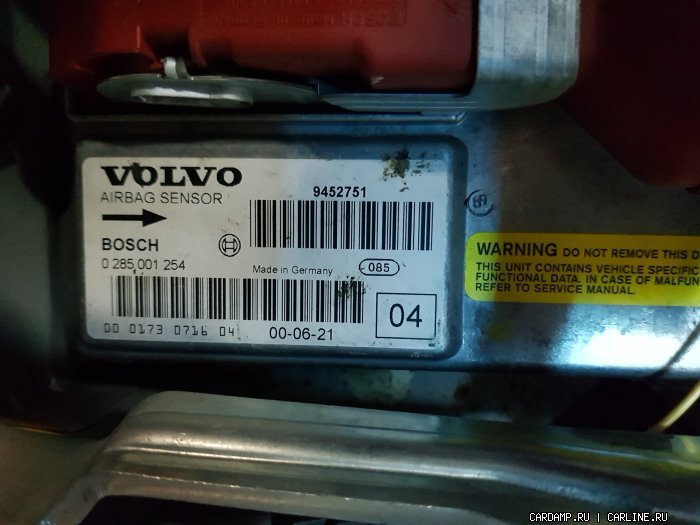 VOLVO
AIRBAG SENSOR
9452751
BOSCH
0 285 001 254
Made in Germany
085
00 0173 0716 04
00-06-21
04
WARNING DO NOT REMOVE THIS
THIS UNIT CONTAINS VEHICLE SPECIFIC
FUNCTIONAL DATA. IN CASE OF
REFER TO SERVICE MANUAL.
CARDAMP.RU | CARLINE.RU